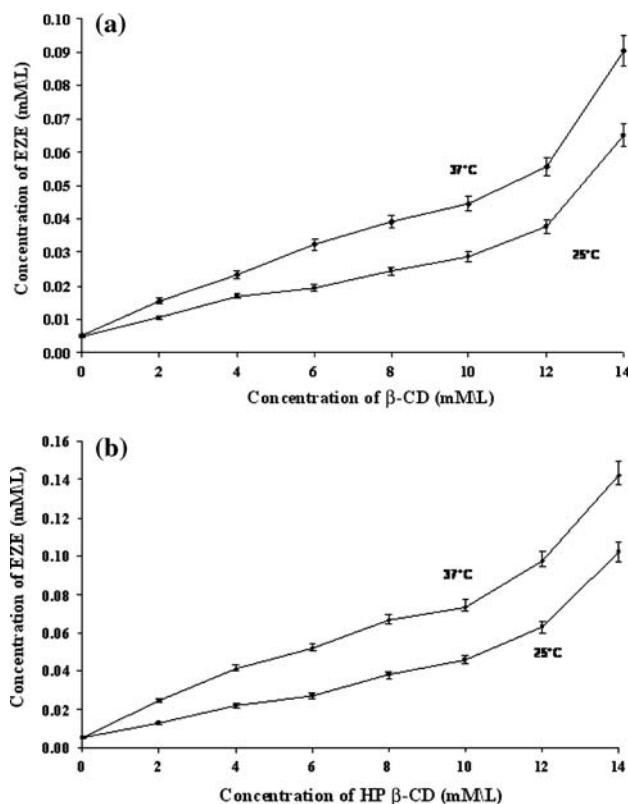 (a)
Concentration of EZE (mM\L)
0.10
0.09
0.08
0.07
0.06
0.05
0.04
0.03
0.02
0.01
0.00
37°C
25°C
0 2 4 6 8 10 12 14
Concentration of β-CD (mM\L)
(b)
Concentration of EZE (mM\L)
0.16
0.14
0.12
0.10
0.08
0.06
0.04
0.02
0.00
37°C
25°C
0 2 4 6 8 10 12 14
Concentration of HP β-CD (mM\L)